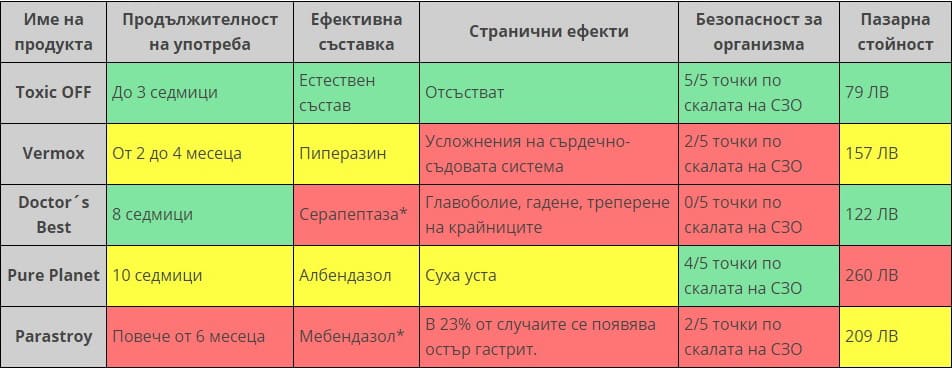 Име на продукта
Продължителност на употреба
Ефективна съставка
Странични ефекти
Безопасност за организма
Пазарна стойност
Toxic OFF
До 3 седмици
Естествен състав
Отсъстват
5/5 точки по скалата на СЗО
79 ЛВ
Vermox
От 2 до 4 месеца
Пиперазин
Усложнения на сърдечно-съдовата система
2/5 точки по скалата на СЗО
157 ЛВ
Doctor´s Best
8 седмици
Серапептаза*
Главоболие, гадене, треперене на крайниците
0/5 точки по скалата на СЗО
122 ЛВ
Pure Planet
10 седмици
Албендазол
Суха уста
4/5 точки по скалата на СЗО
260 ЛВ
Parastroy
Повече от 6 месеца
Мебендазол*
В 23% от случаите се появява остър гастрит.
2/5 точки по скалата на СЗО
209 ЛВ